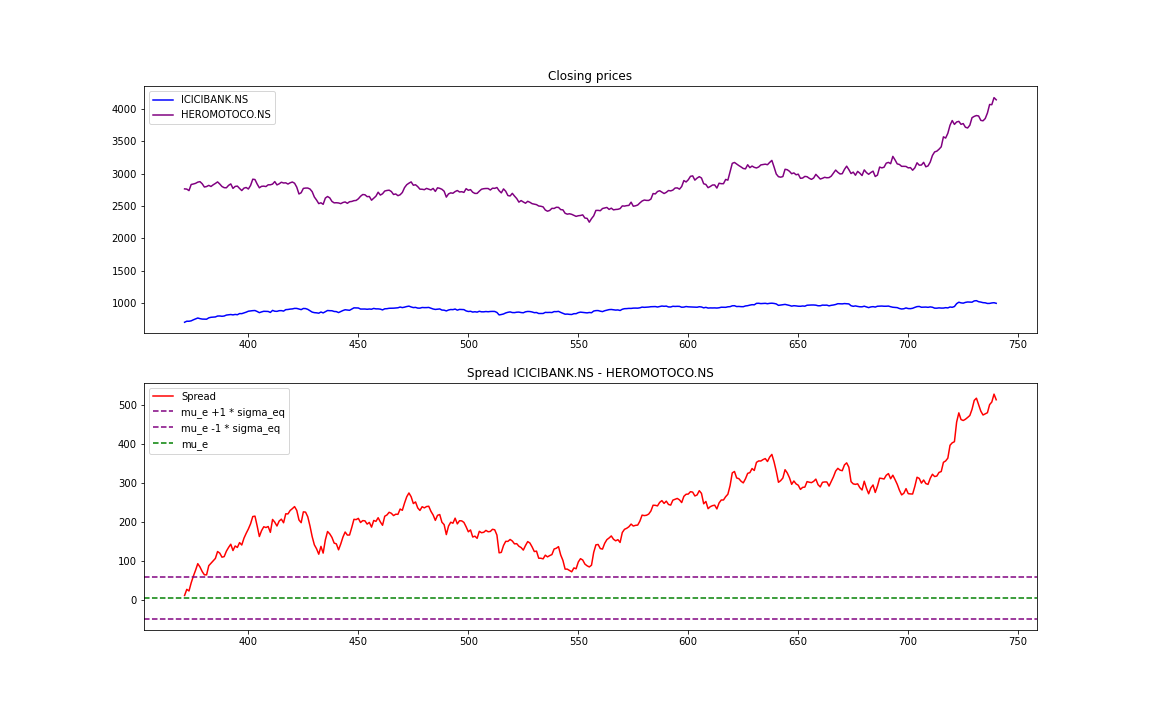 Closing prices
ICICIBANK.NS
HEROMOTOCO.NS
4000
3500
3000
2500
2000
1500
1000
400 450 500 550 600 650 700 750
Spread ICICIBANK.NS - HEROMOTOCO.NS
Spread
mu_e +1 * sigma_eq
mu_e -1 * sigma_eq
mu_e
500
400
300
200
100
0
400 450 500 550 600 650 700 750